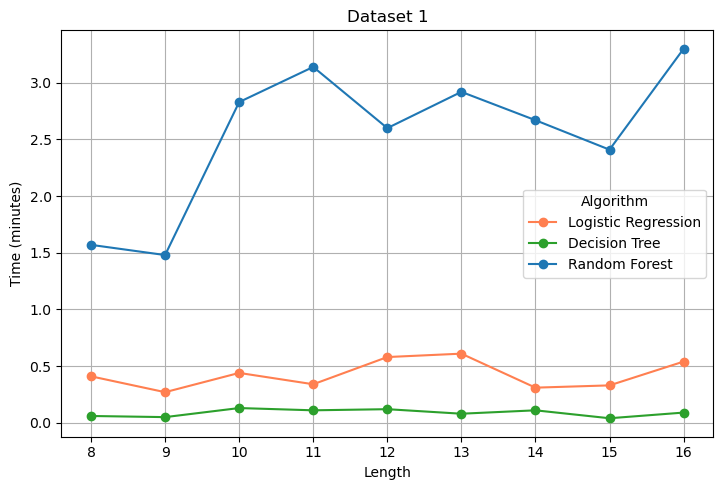 Dataset 1
3.0
2.5
2.0
1.5
1.0
0.5
0.0
Time (minutes)
Algorithm
Logistic Regression
Decision Tree
Random Forest
8 9 10 11 12 13 14 15 16
Length